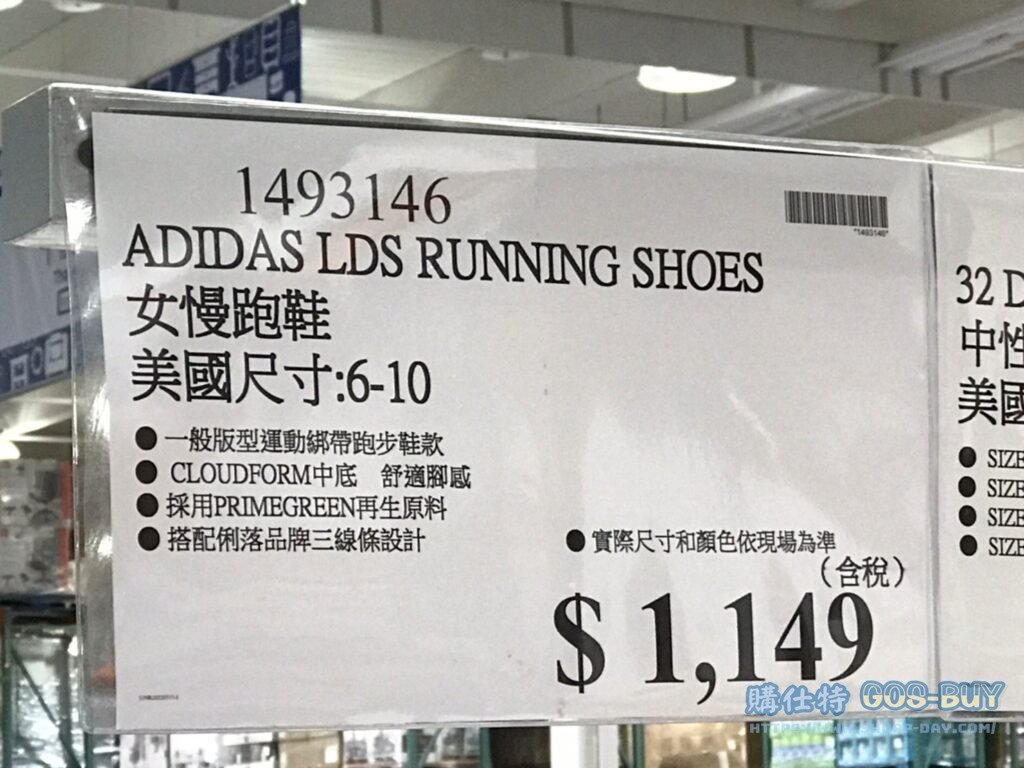 1493146
*1493146*
ADIDAS LDS RUNNING SHOES
女慢跑鞋
美國尺寸:6-10
● 一般版型運動綁帶跑步鞋款
● CLOUDFORM中底 舒適腳感
● 採用PRIMEGREEN再生原料
● 搭配俐落品牌三線條設計
● 實際尺寸和顏色依現場為準
（含稅）
$ 1,149
32
中性
美國
● SIZE
● SIZE
● SIZE
● SIZE
購仕特 GOS-BUY